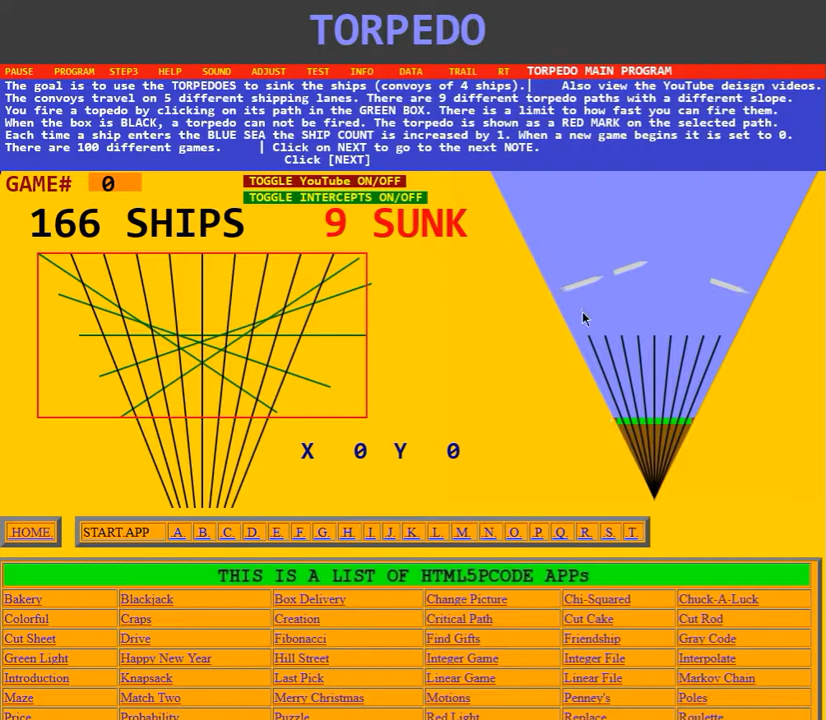 TORPEDO
PAUSE PROGRAM STEP3 HELP SOUND ADJUST TEST INFO DATA TRAIL RT TORPEDO MAIN PROGRAM
The goal is to use the TORPEDOES to sink the ships (convoys of 4 ships).| Also view the YouTube deisgn videos.
The convoys travel on 5 different shipping lanes. There are 9 different torpedo paths with a different slope.
You fire a topedo by clicking on its path in the GREEN BOX. There is a limit to how fast you can fire them.
When the box is BLACK, a torpedo can not be fired. The torpedo is shown as a RED MARK on the selected path.
Each time a ship enters the BLUE SEA the SHIP COUNT is increased by 1. When a new game begins it is set to 0.
There are 100 different games. | Click on NEXT to go to the next NOTE.
Click [NEXT]
GAME# 0
TOGGLE YouTube ON/OFF
TOGGLE INTERCEPTS ON/OFF
166 SHIPS 9 SUNK
X 0 Y 0
HOME START.APP A. B. C. D. E. F. G. H. I. J. K. L. M. N. O. P. Q. R. S. T.
THIS IS A LIST OF HTML5PCODE APPs
Bakery Blackjack Box Delivery Change Picture Chi-Squared Chuck-A-Luck
Colorful Craps Creation Critical Path Cut Cake Cut Rod
Cut Sheet Drive Fibonacci Find Gifts Friendship Gray Code
Green Light Happy New Year Hill Street Integer Game Integer File Interpolate
Introduction Knapsack Last Pick Linear Game Linear File Markov Chain
Maze Match Two Merry Christmas Motions Penney's Poles
Price Probability Puzzle Red Light Replace Roulette